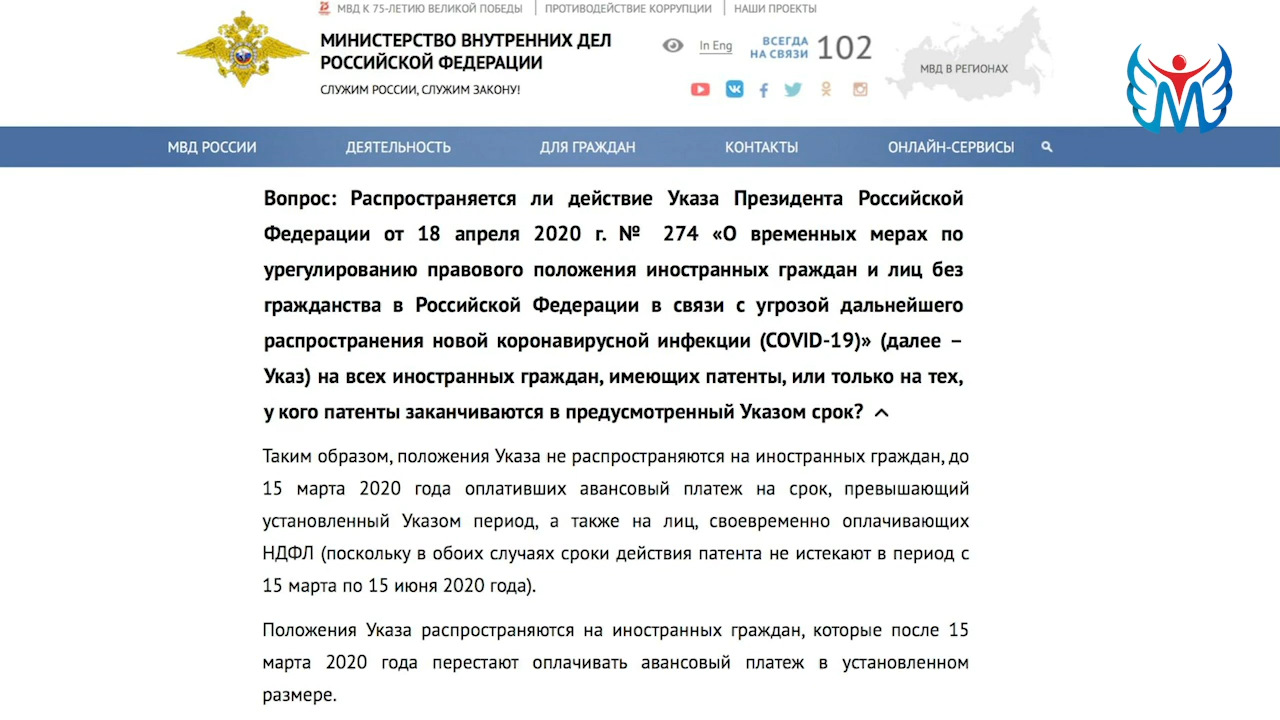 МВД К 75-ЛЕТИЮ ВЕЛИКОЙ ПОБЕДЫ | ПРОТИВОДЕЙСТВИЕ КОРРУПЦИИ | НАШИ ПРОЕКТЫ
МИНИСТЕРСТВО ВНУТРЕННИХ ДЕЛ
РОССИЙСКОЙ ФЕДЕРАЦИИ
СЛУЖИМ РОССИИ, СЛУЖИМ ЗАКОНУ!
In Eng
ВСЕГДА
НА СВЯЗИ
102
МВД В РЕГИОНАХ
М
МВД РОССИИ ДЕЯТЕЛЬНОСТЬ ДЛЯ ГРАЖДАН КОНТАКТЫ ОНЛАЙН-СЕРВИСЫ
Вопрос: Распространяется ли действие Указа Президента Российской
Федерации от 18 апреля 2020 г. № 274 «О временных мерах по
урегулированию правового положения иностранных граждан и лиц без
гражданства в Российской Федерации в связи с угрозой дальнейшего
распространения новой коронавирусной инфекции (COVID-19)» (далее –
Указ) на всех иностранных граждан, имеющих патенты, или только на тех,
у кого патенты заканчиваются в предусмотренный Указом срок?
Таким образом, положения Указа не распространяются на иностранных граждан, до
15 марта 2020 года оплативших авансовый платеж на срок, превышающий
установленный Указом период, а также на лиц, своевременно оплачивающих
НДФЛ (поскольку в обоих случаях сроки действия патента не истекают в период с
15 марта по 15 июня 2020 года).
Положения Указа распространяются на иностранных граждан, которые после 15
марта 2020 года перестают оплачивать авансовый платеж в установленном
размере.